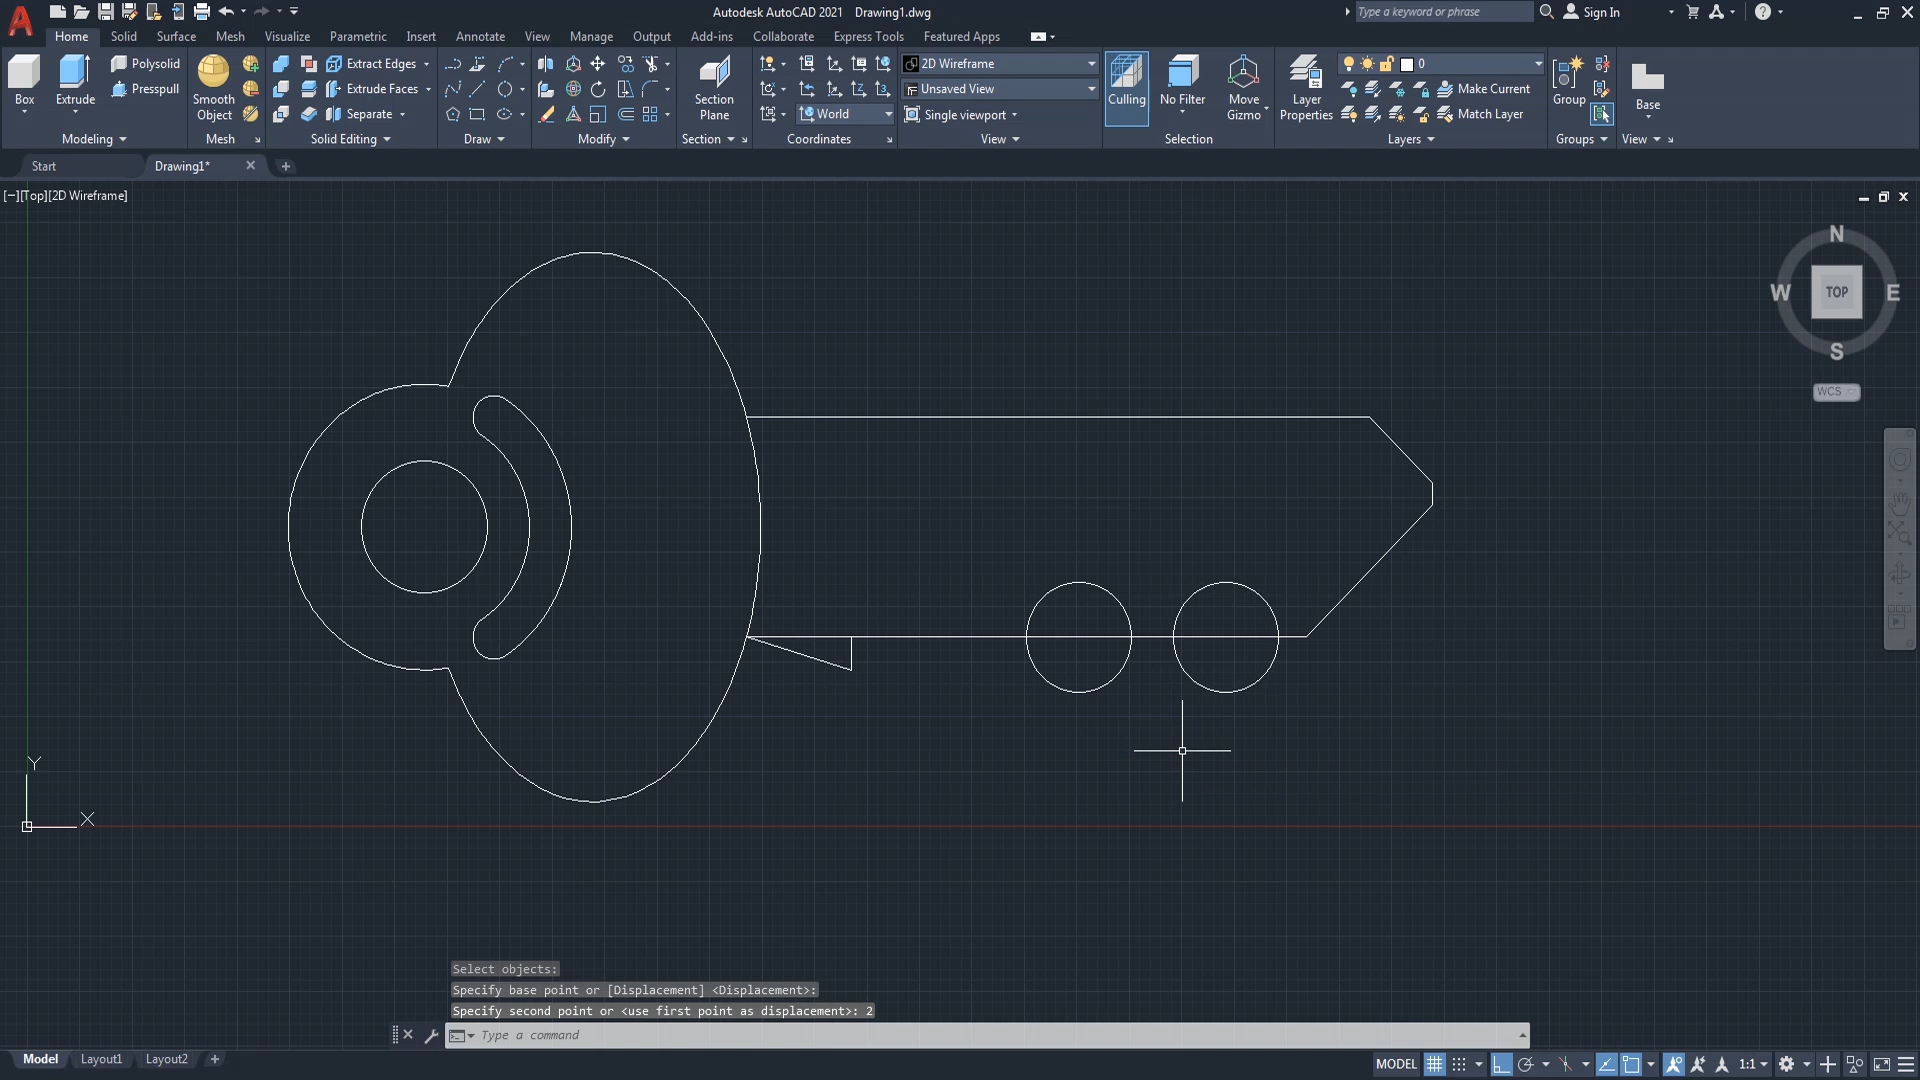 Autodesk AutoCAD 2021 Drawing1.dwg
Type a keyword or phrase
Sign In
Home Solid Surface Mesh Visualize Parametric Insert Annotate View Manage Output Add-ins Collaborate Express Tools Featured Apps
Box
Extrude
Polysolid
Presspull
Modeling
Smooth Object
Mesh
Extract Edges
Extrude Faces
Separate
Solid Editing
Draw
Modify
Section Plane
Section
World
Coordinates
2D Wireframe
Unsaved View
Single viewport
View
Culling
No Filter
Move Gizmo
Selection
Layer Properties
0
Make Current
Match Layer
Layers
Group
Groups
Base
View
Start
Drawing1*
[−][Top][2D Wireframe]
N
W
TOP
E
S
WCS
Y
X
Select objects:
Specify base point or [Displacement] <Displacement>:
Specify second point or <use first point as displacement>: 2
Type a command
Model Layout1 Layout2
MODEL
1:1